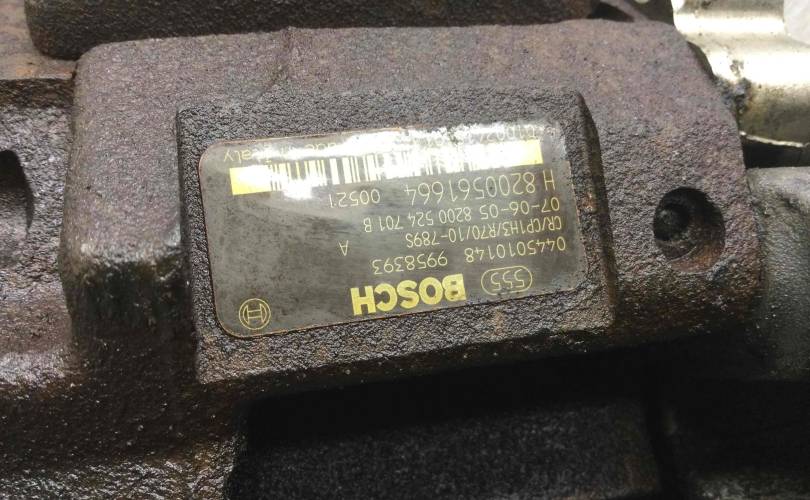 555 BOSCH
0445010148 9958393
CR/CP1H3/R70/10-789S A
07-06-05 8200 524 701 B
H 8200561664 00521